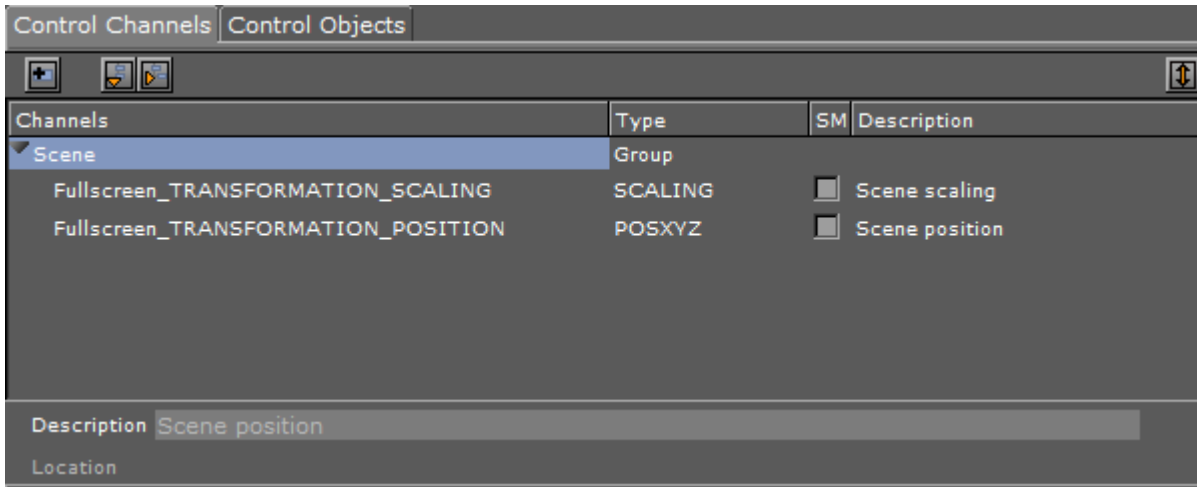 Control Channels Control Objects
Channels Type SM Description
Scene Group
Fullscreen_TRANSFORMATION_SCALING SCALING Scene scaling
Fullscreen_TRANSFORMATION_POSITION POSXYZ Scene position
Description Scene position
Location